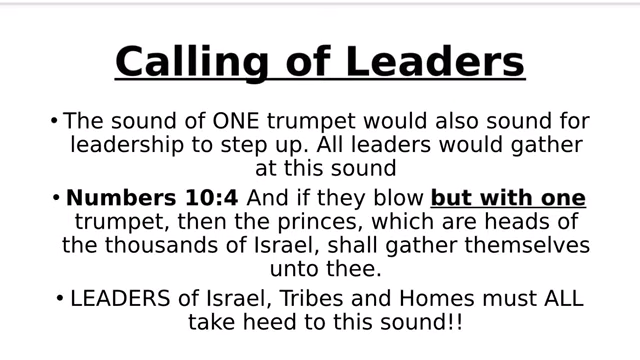 Calling of Leaders
• The sound of ONE trumpet would also sound for
leadership to step up. All leaders would gather
at this sound
• Numbers 10:4 And if they blow but with one
trumpet, then the princes, which are heads of
the thousands of Israel, shall gather themselves
unto thee.
• LEADERS of Israel, Tribes and Homes must ALL
take heed to this sound!!